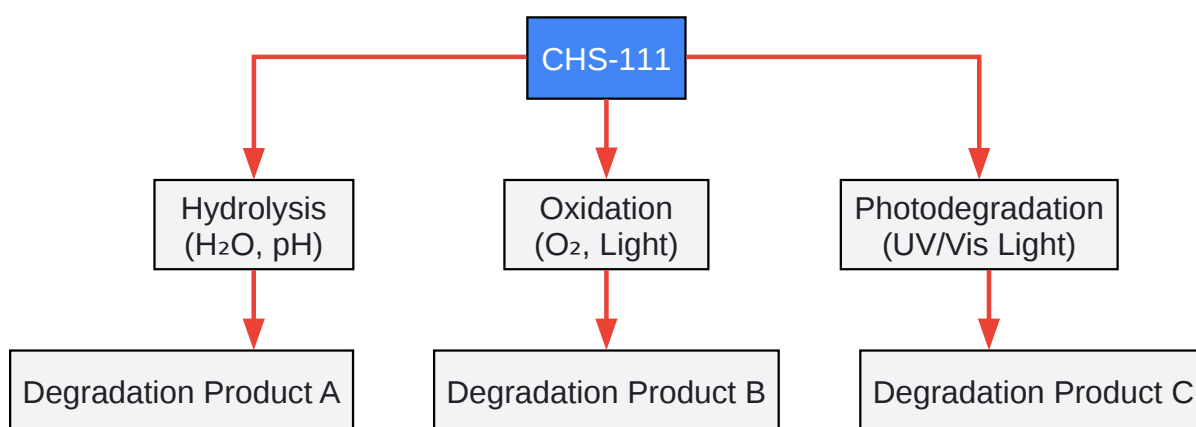 CHS-111
Hydrolysis
(H₂O, pH)
Oxidation
(O₂, Light)
Photodegradation
(UV/Vis Light)
Degradation Product A
Degradation Product B
Degradation Product C